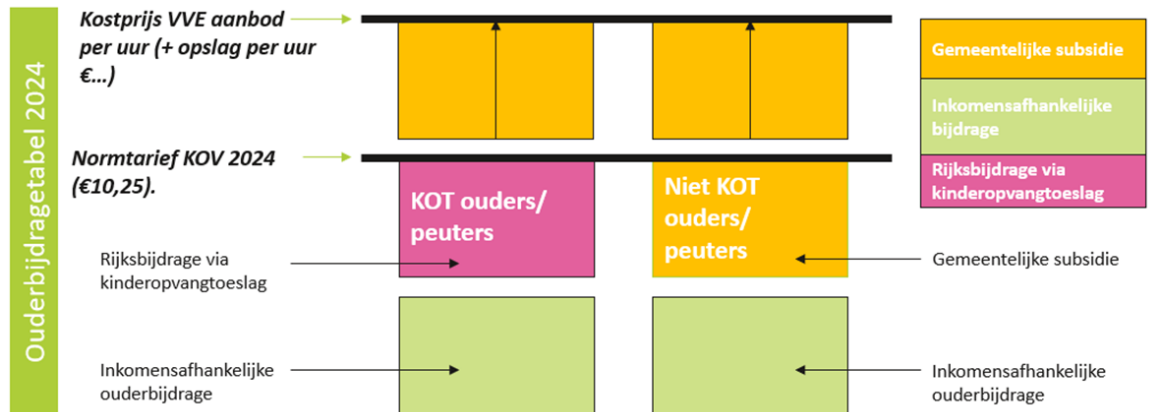 Ouderbijdragetabel 2024
Kostprijs VVE aanbod
per uur (+ opslag per uur
€...)
Normtarief KOV 2024
(€10,25).
KOT ouders/
peuters
Niet KOT
ouders/
peuters
Rijksbijdrage via
kinderopvangtoeslag
Gemeentelijke subsidie
Inkomensafhankelijke
ouderbijdrage
Inkomensafhankelijke
ouderbijdrage
Gemeentelijke subsidie
Inkomensafhankelijke
bijdrage
Rijksbijdrage via
kinderopvangtoeslag